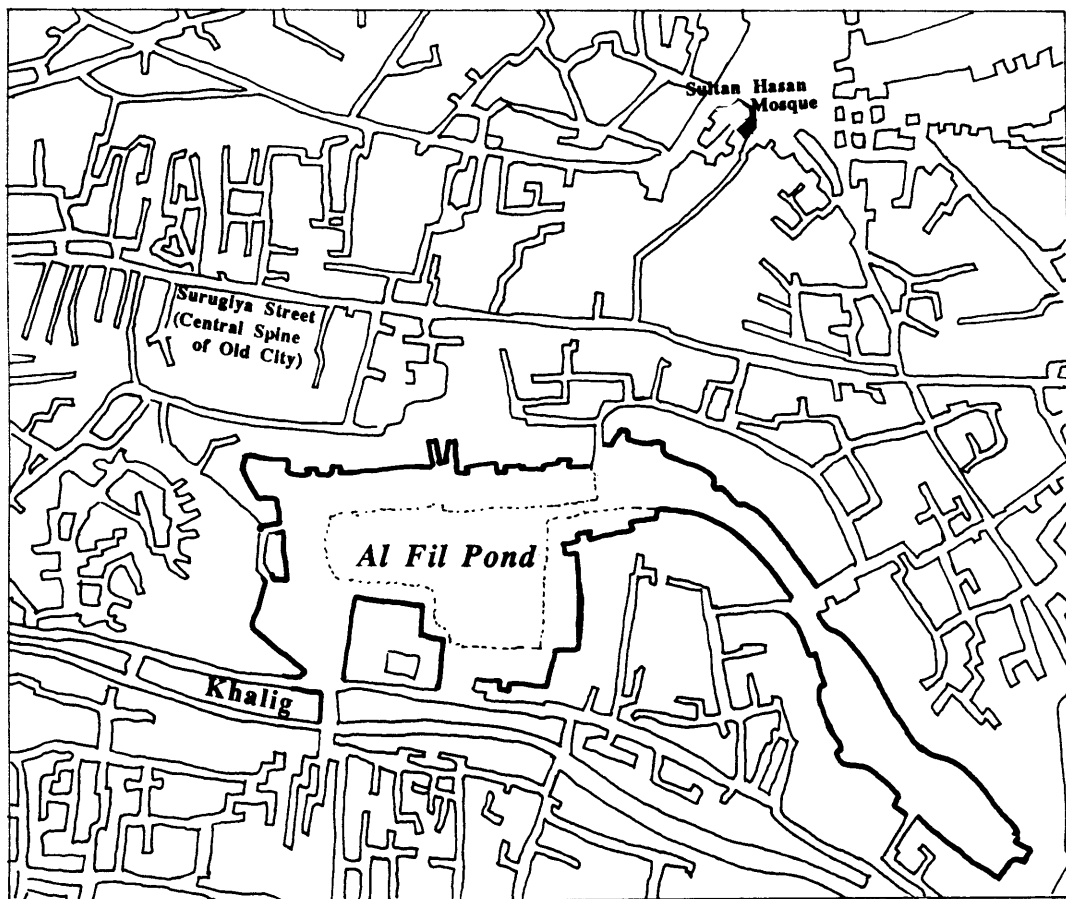 Sultan Hasan
Mosque
Surugiya Street
(Central Spine
of Old City)
Al Fil Pond
Khalig